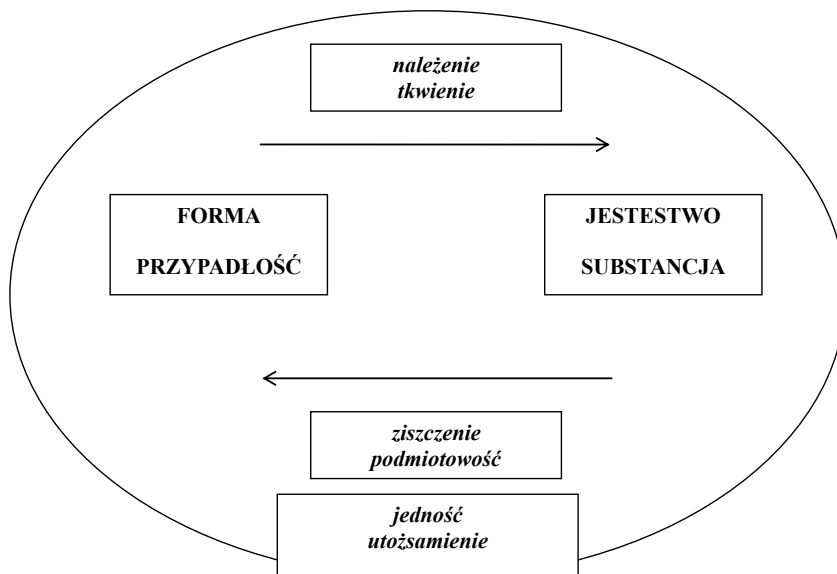 należenie
tkwienie
FORMA
PRZYPADŁOŚĆ
JESTESTWO
SUBSTANCJA
ziszczenie
podmiotowość
jedność
utożsamienie